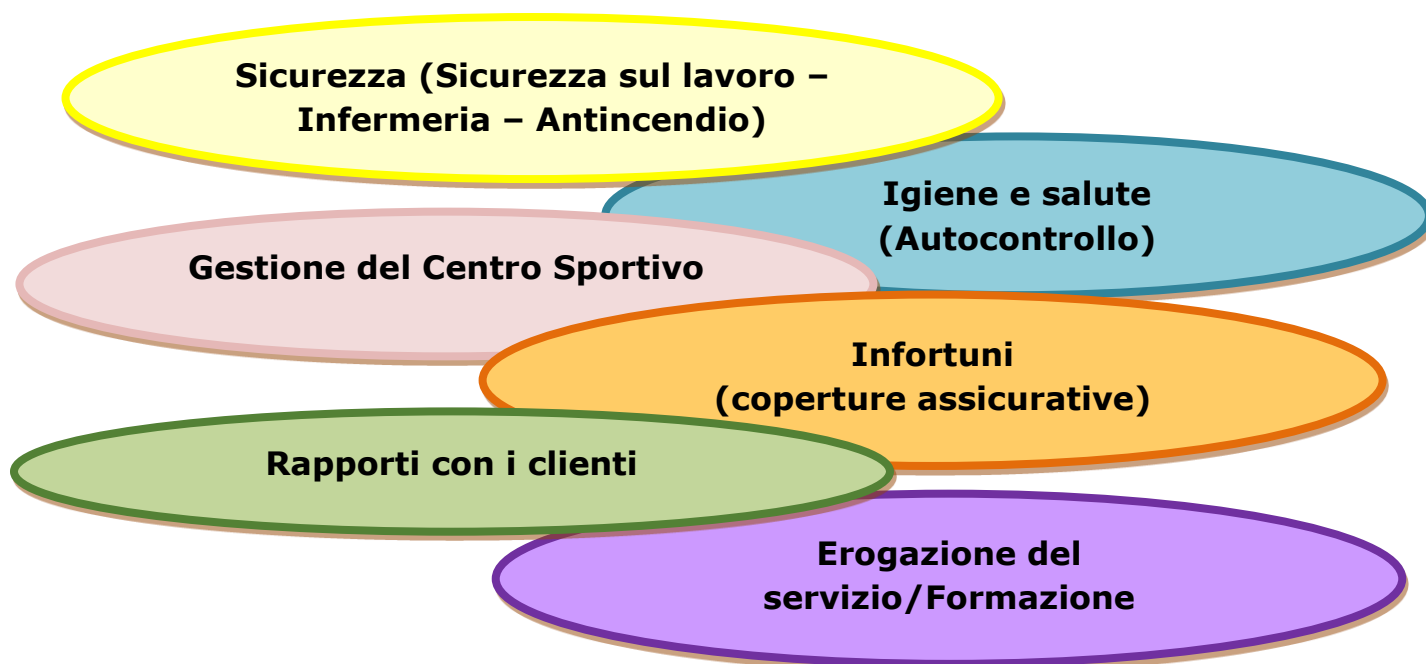 Sicurezza (Sicurezza sul lavoro –
Infermeria – Antincendio)
Igiene e salute
(Autocontrollo)
Gestione del Centro Sportivo
Infortuni
(coperture assicurative)
Rapporti con i clienti
Erogazione del
servizio/Formazione